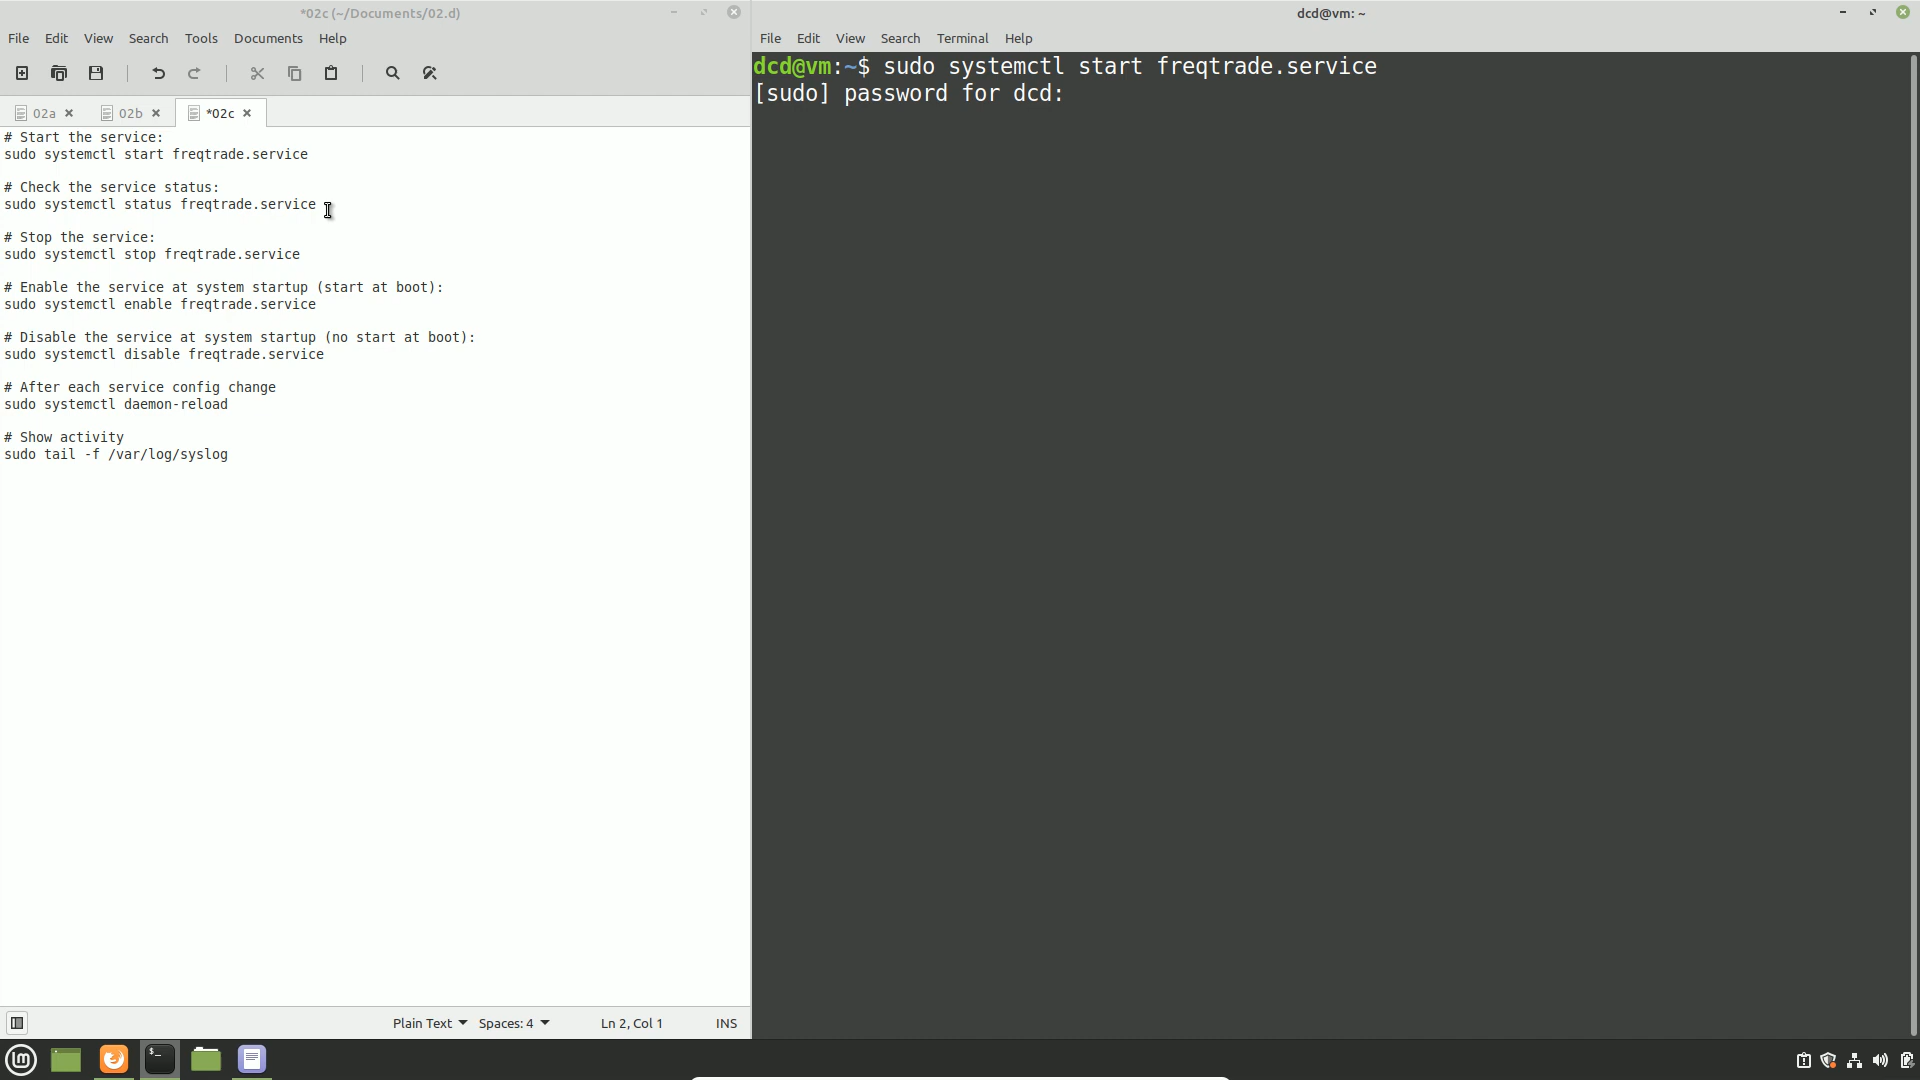 *02c (~/Documents/02.d)
File Edit View Search Tools Documents Help
02a
02b
*02c
# Start the service:
sudo systemctl start freqtrade.service
# Check the service status:
sudo systemctl status freqtrade.service
# Stop the service:
sudo systemctl stop freqtrade.service
# Enable the service at system startup (start at boot):
sudo systemctl enable freqtrade.service
# Disable the service at system startup (no start at boot):
sudo systemctl disable freqtrade.service
# After each service config change
sudo systemctl daemon-reload
# Show activity
sudo tail -f /var/log/syslog
Plain Text Spaces: 4 Ln 2, Col 1 INS
dcd@vm: ~
File Edit View Search Terminal Help
dcd@vm:~$ sudo systemctl start freqtrade.service
[sudo] password for dcd: